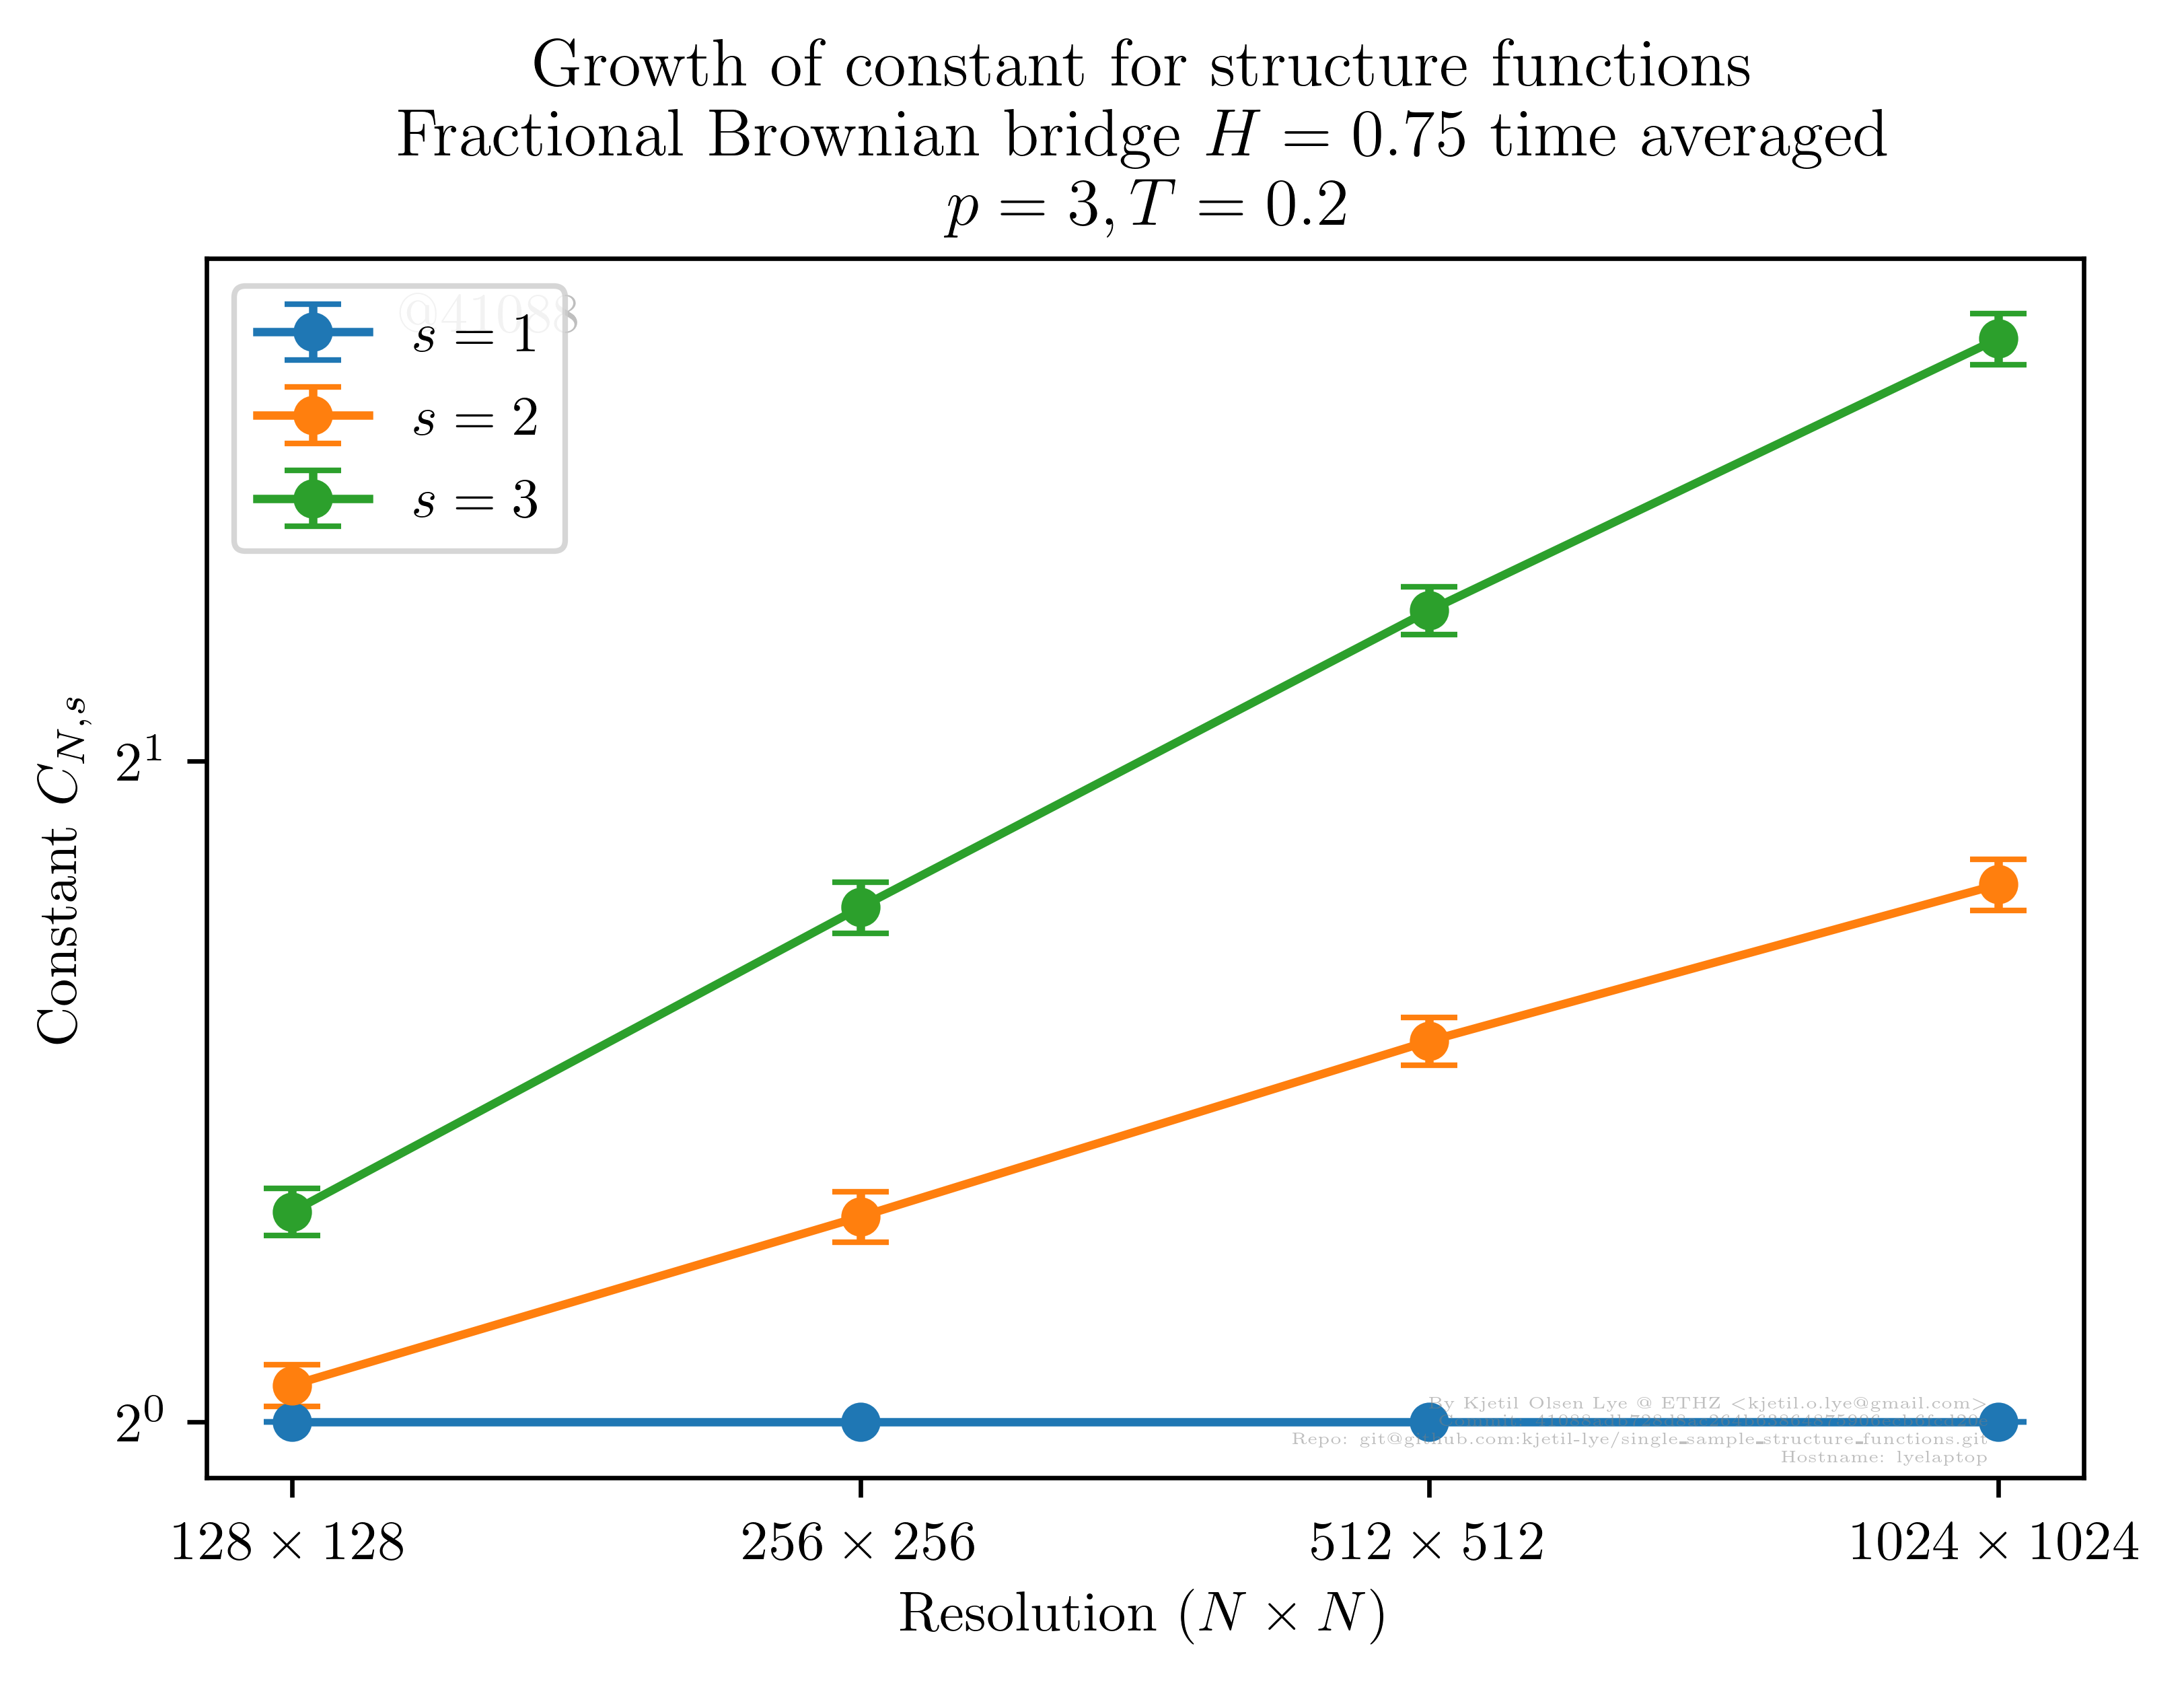 Growth of constant for structure functions
Fractional Brownian bridge H = 0.75 time averaged
p = 3, T = 0.2
@41088
s = 1
s = 2
s = 3
Constant C_{N,s}
2^1
2^0
By Kjetil Olsen Lye @ ETHZ <kjetil.o.lye@gmail.com>
Repo: git@github.com:kjetil-lye/single_sample_structure_functions.git
Hostname: lyelaptop
128 × 128
256 × 256
512 × 512
1024 × 1024
Resolution (N × N)